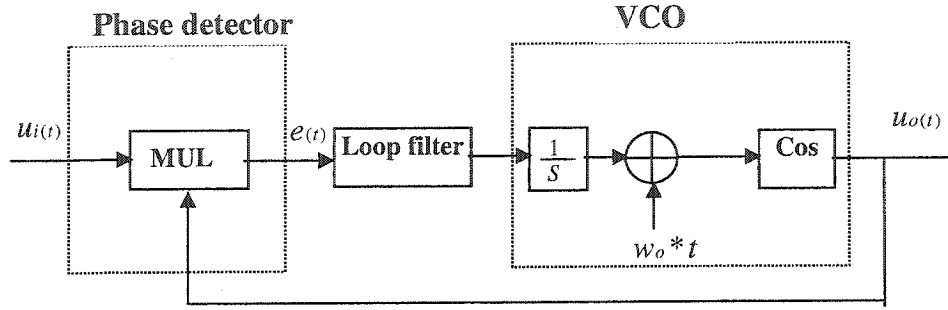 Phase detector
VCO
ui(t)
MUL
e(t)
Loop filter
1
S
Cos
uo(t)
wo*t